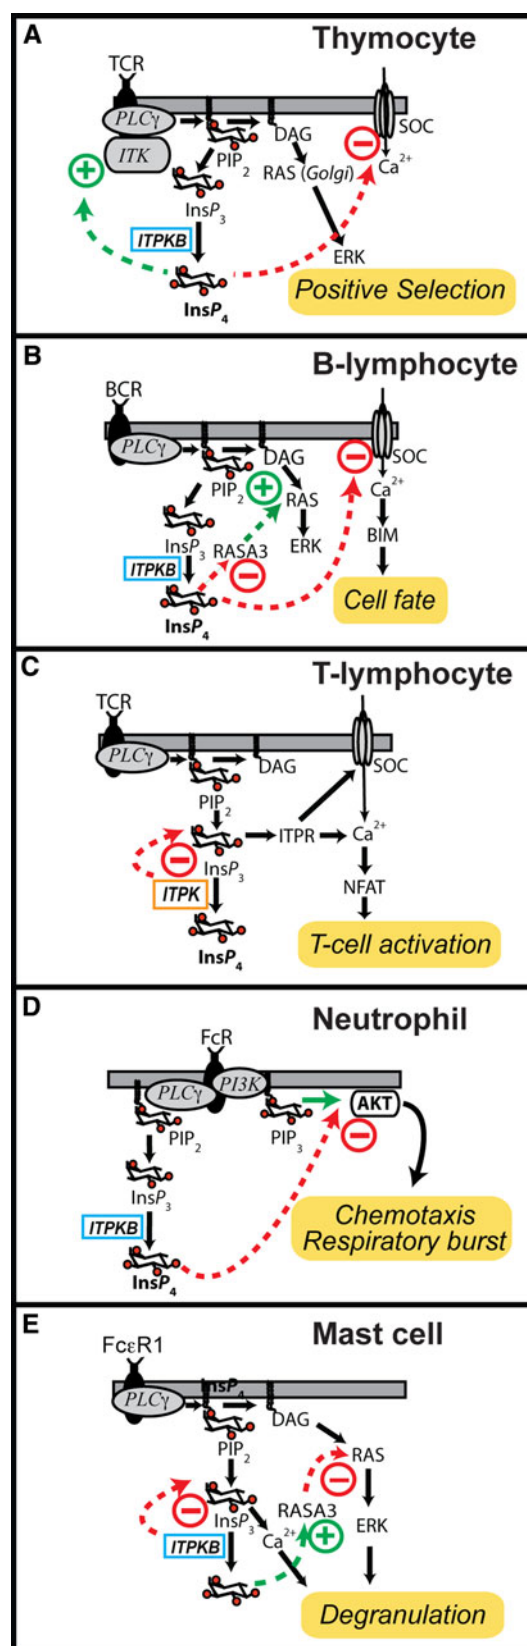 A
Thymocyte
TCR
PLCγ
ITK
PIP2
DAG
SOC
Ca2+
RAS (Golgi)
InsP3
ITPKB
ERK
InsP4
Positive Selection
B
B-lymphocyte
BCR
PLCγ
DAG
SOC
PIP2
RAS
Ca2+
InsP3
RASA3
ERK
BIM
ITPKB
InsP4
Cell fate
C
T-lymphocyte
TCR
PLCγ
DAG
SOC
PIP2
ITPR
Ca2+
InsP3
ITPK
NFAT
InsP4
T-cell activation
D
Neutrophil
FcR
PLCγ
PI3K
AKT
PIP2
PIP3
InsP3
ITPKB
Chemotaxis
Respiratory burst
InsP4
E
Mast cell
FcεR1
InsP4
PLCγ
DAG
PIP2
RAS
InsP3
RASA3
Ca2+
ERK
ITPKB
Degranulation